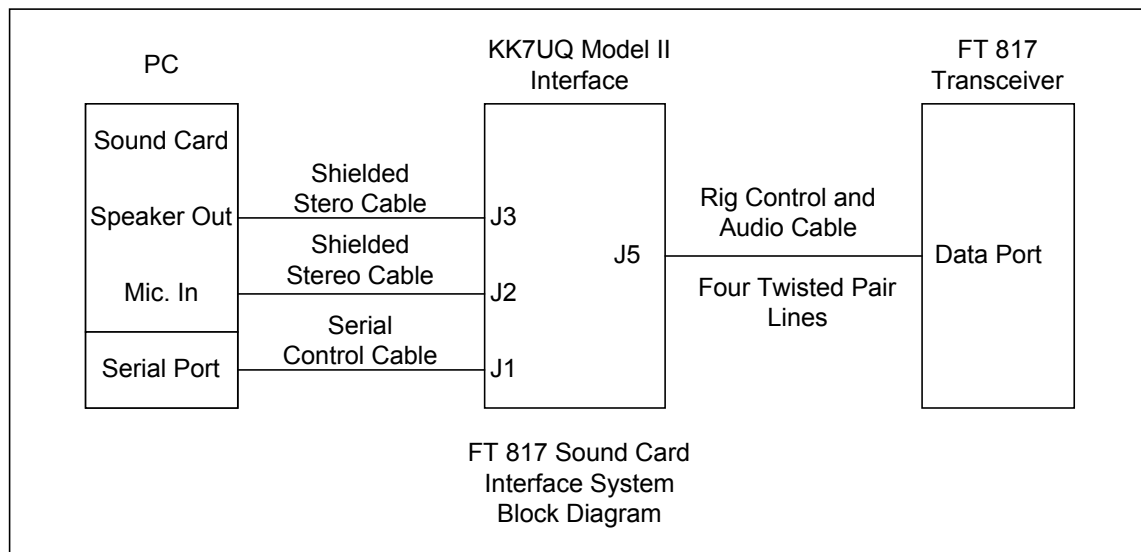 PC
KK7UQ Model II
Interface
FT 817
Transceiver
Sound Card
Speaker Out
Mic. In
Serial Port
Shielded
Stero Cable
Shielded
Stereo Cable
Serial
Control Cable
J3
J2
J1
J5
Rig Control and
Audio Cable
Four Twisted Pair
Lines
Data Port
FT 817 Sound Card
Interface System
Block Diagram